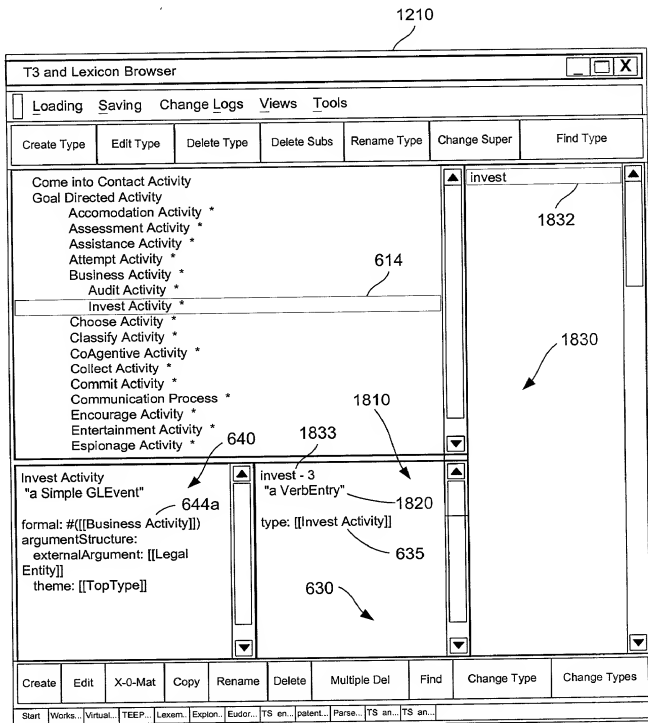 1210
T3 and Lexicon Browser
X
Loading Saving Change Logs Views Tools
Create Type Edit Type Delete Type Delete Subs Rename Type Change Super Find Type
Come into Contact Activity
Goal Directed Activity
Accomodation Activity *
Assessment Activity *
Assistance Activity *
Attempt Activity *
Business Activity *
Audit Activity *
Invest Activity *
Choose Activity *
Classify Activity *
CoAgentive Activity *
Collect Activity *
Commit Activity *
Communication Process *
Encourage Activity *
Entertainment Activity *
Espionage Activity *
614
invest
1832
1830
640
1833
1810
Invest Activity
"a Simple GLEvent"
644a
formal: #([[Business Activity]])
argumentStructure:
externalArgument: [[Legal
Entity]]
theme: [[TopType]]
invest - 3
"a VerbEntry"
1820
type: [[Invest Activity]]
635
630
Create Edit X-0-Mat Copy Rename Delete Multiple Del Find Change Type Change Types
Start Works... Virtual... TEEP... Lexem.. Explon.. Eudor... TS en... patent... Parse... TS an... TS an...